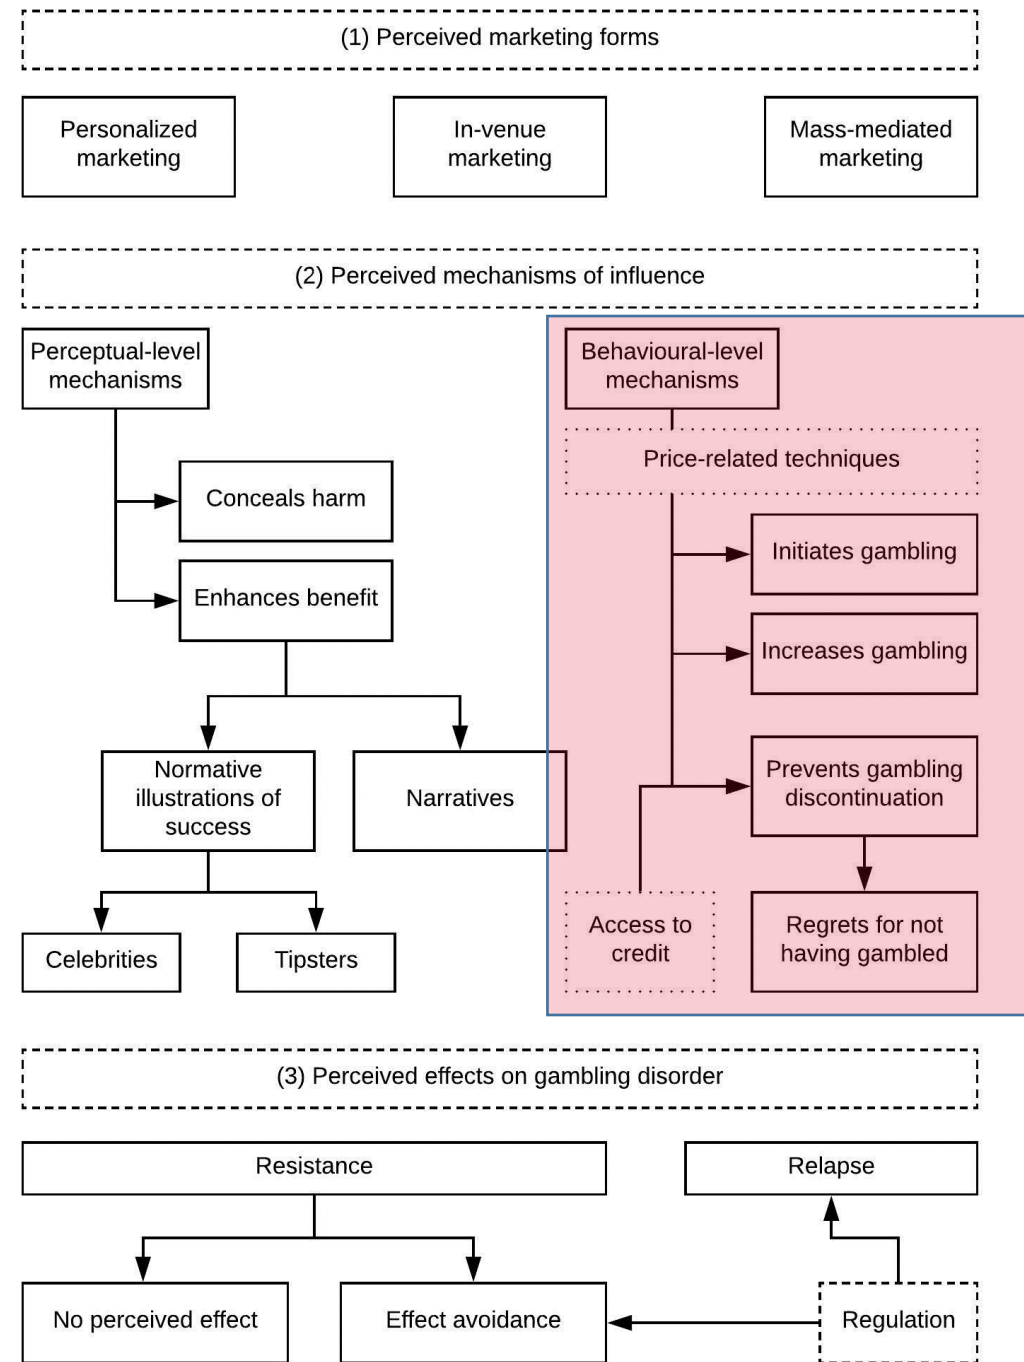 (1) Perceived marketing forms
Personalized
marketing
In-venue
marketing
Mass-mediated
marketing
(2) Perceived mechanisms of influence
Perceptual-level
mechanisms
Conceals harm
Enhances benefit
Normative
illustrations of
success
Narratives
Celebrities
Tipsters
Behavioural-level
mechanisms
Price-related techniques
Initiates gambling
Increases gambling
Prevents gambling
discontinuation
Access to
credit
Regrets for not
having gambled
(3) Perceived effects on gambling disorder
Resistance
Relapse
No perceived effect
Effect avoidance
Regulation